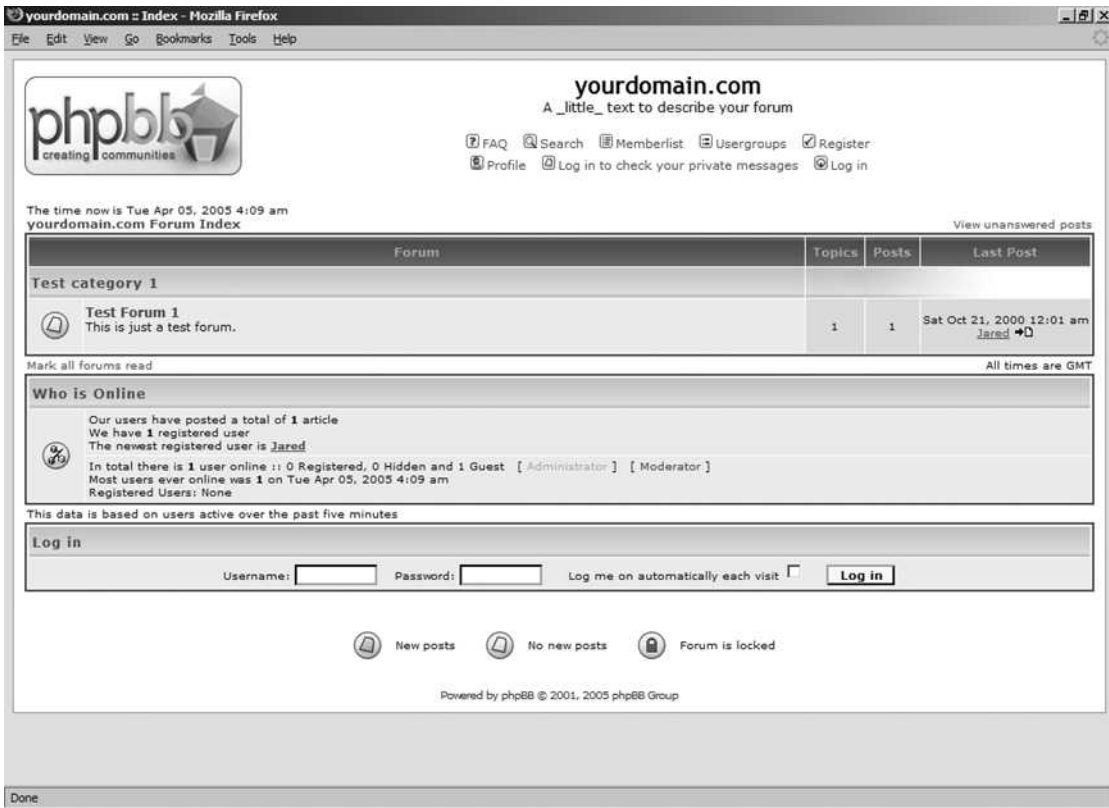 yourdomain.com :: Index - Mozilla Firefox
File Edit View Go Bookmarks Tools Help
phpbb
creating communities
yourdomain.com
A _little_ text to describe your forum
FAQ Search Memberlist Usergroups Register
Profile Log in to check your private messages Log in
The time now is Tue Apr 05, 2005 4:09 am
yourdomain.com Forum Index View unanswered posts
Forum Topics Posts Last Post
Test category 1
Test Forum 1
This is just a test forum.
1 1 Sat Oct 21, 2000 12:01 am
Jared
Mark all forums read All times are GMT
Who is Online
Our users have posted a total of 1 article
We have 1 registered user
The newest registered user is Jared
In total there is 1 user online :: 0 Registered, 0 Hidden and 1 Guest [ Administrator ] [ Moderator ]
Most users ever online was 1 on Tue Apr 05, 2005 4:09 am
Registered Users: None
This data is based on users active over the past five minutes
Log in
Username: Password: Log me on automatically each visit Log in
New posts No new posts Forum is locked
Powered by phpBB © 2001, 2005 phpBB Group
Done